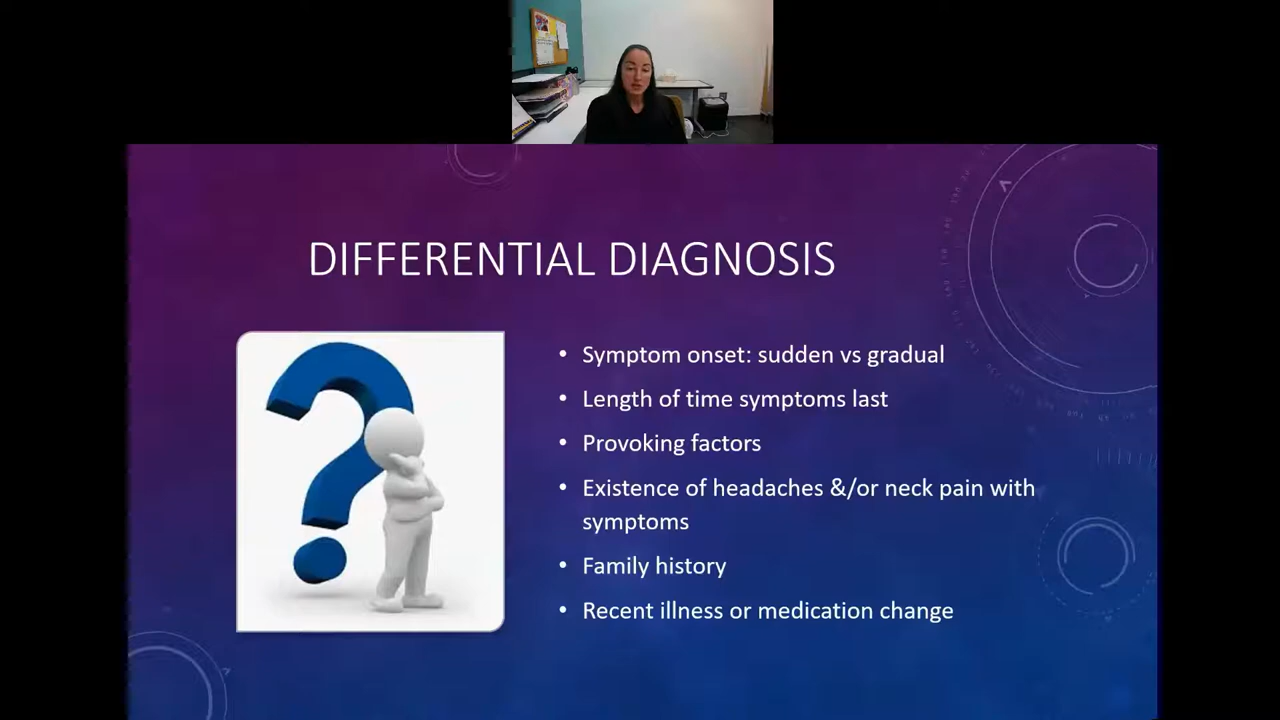 DIFFERENTIAL DIAGNOSIS
• Symptom onset: sudden vs gradual
• Length of time symptoms last
• Provoking factors
• Existence of headaches &/or neck pain with
symptoms
• Family history
• Recent illness or medication change